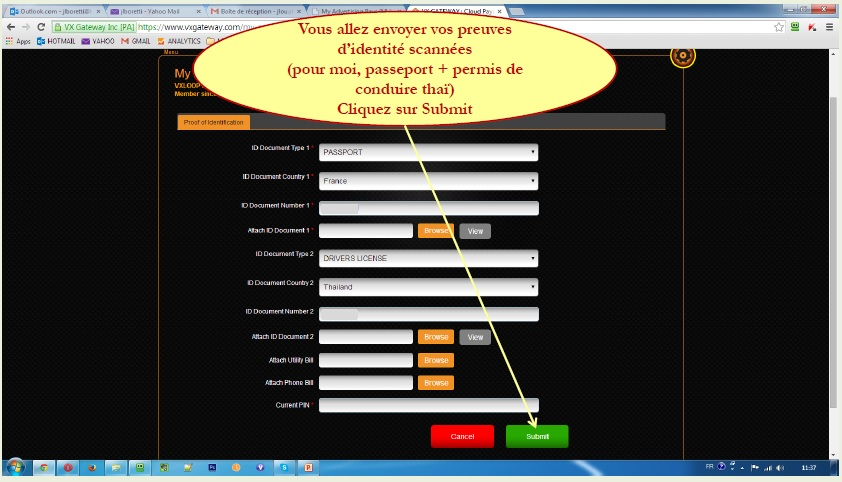 Outlook.com - jlboretti@l
jlboretti - Yahoo Mail
Boîte de réception - jlou
My Advertising Pays
VX GATEWAY: Cloud Pay
VX Gateway Inc [PA] https://www.vxgateway.com/
Apps HOTMAIL YAHOO GMAIL ANALYTICS
Menu
Vous allez envoyer vos preuves
d'identité scannées
(pour moi, passeport + permis de
conduire thaï)
Cliquez sur Submit
My
VXLOOP
Member since
Proof of Identification
ID Document Type 1 * PASSPORT
ID Document Country 1 * France
ID Document Number 1 *
Attach ID Document 1 * Browse View
ID Document Type 2 DRIVERS LICENSE
ID Document Country 2 Thailand
ID Document Number 2
Attach ID Document 2 Browse View
Attach Utility Bill Browse
Attach Phone Bill Browse
Current PIN *
Cancel Submit
FR 11:37